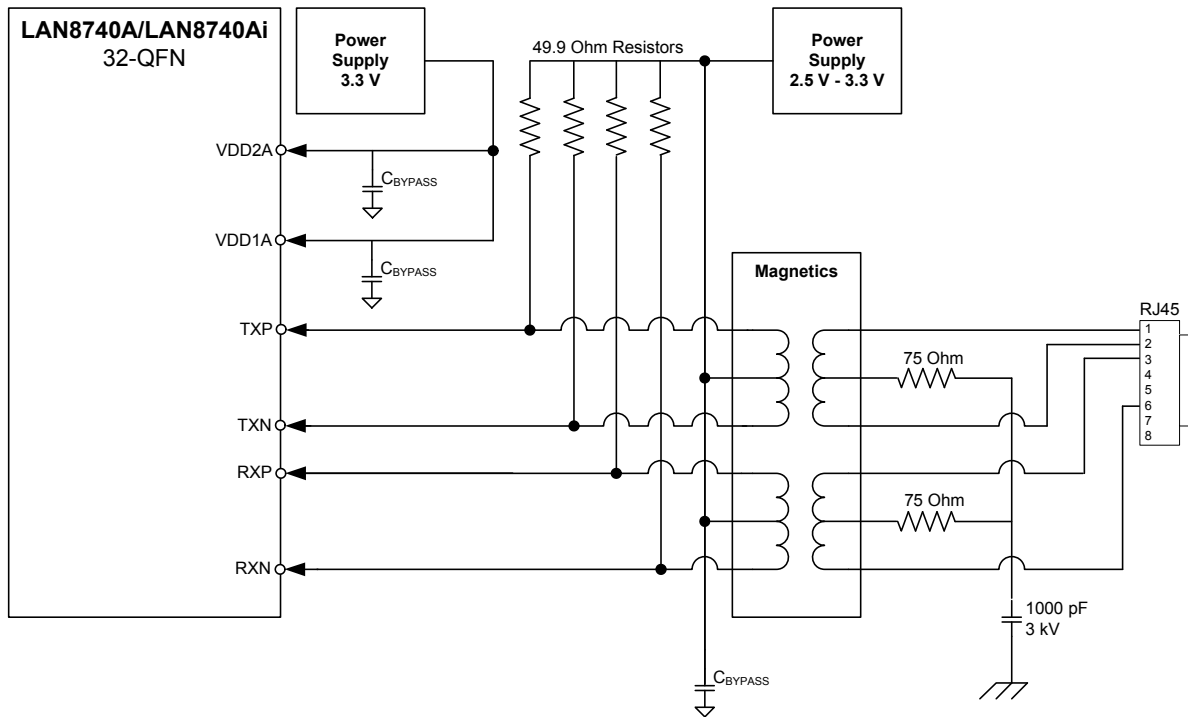 LAN8740A/LAN8740Ai
32-QFN
Power
Supply
3.3 V
49.9 Ohm Resistors
Power
Supply
2.5 V - 3.3 V
VDD2A
CBYPASS
VDD1A
CBYPASS
Magnetics
TXP
RJ45
1
2
3
4
5
6
7
8
75 Ohm
TXN
RXP
75 Ohm
RXN
1000 pF
3 kV
CBYPASS